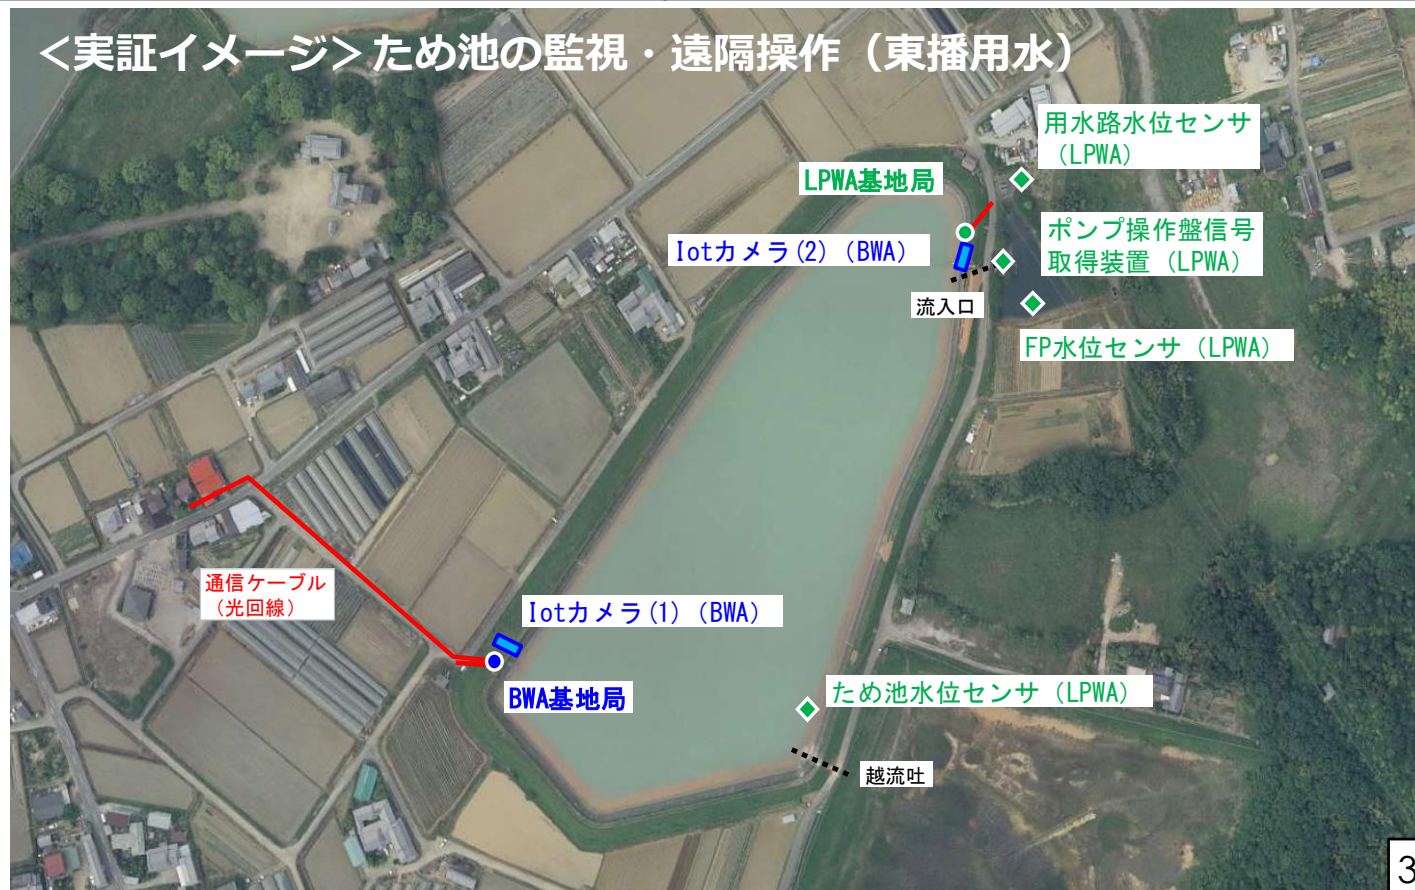 ＜実証イメージ＞ため池の監視・遠隔操作（東播用水）
用水路水位センサ
（LPWA）
LPWA基地局
ポンプ操作盤信号
取得装置（LPWA）
Iotカメラ(2)（BWA）
流入口
FP水位センサ（LPWA）
通信ケーブル
（光回線）
Iotカメラ(1)（BWA）
BWA基地局
ため池水位センサ（LPWA）
越流吐
3